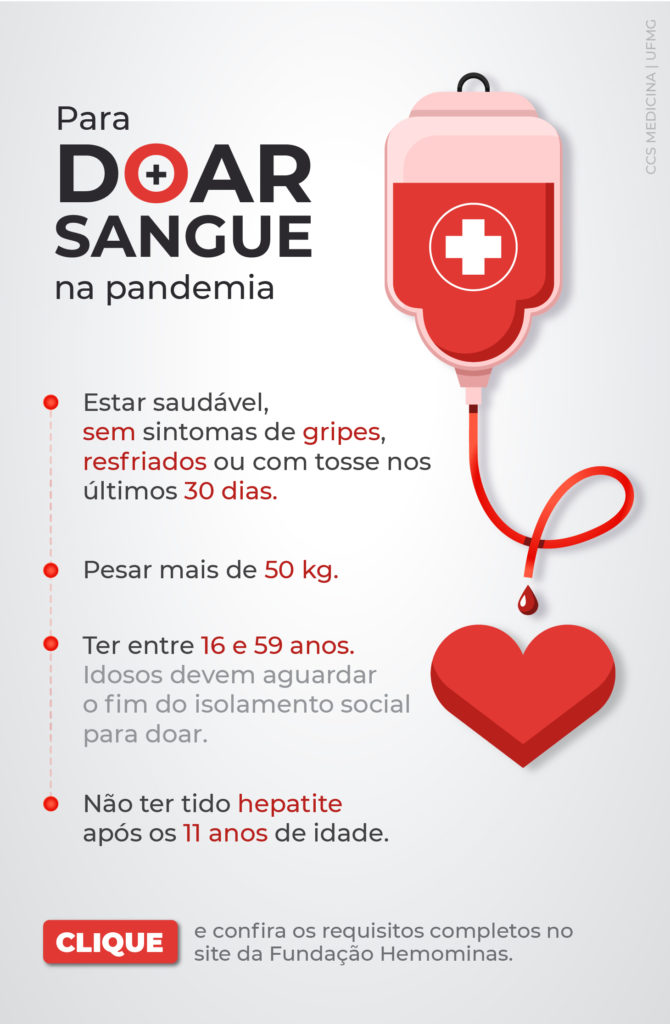 Para
DOAR
SANGUE
na pandemia
CCS MEDICINA | UFMG
Estar saudável,
sem sintomas de gripes,
resfriados ou com tosse nos
últimos 30 dias.
Pesar mais de 50 kg.
Ter entre 16 e 59 anos.
Idosos devem aguardar
o fim do isolamento social
para doar.
Não ter tido hepatite
após os 11 anos de idade.
CLIQUE
e confira os requisitos completos no
site da Fundação Hemominas.